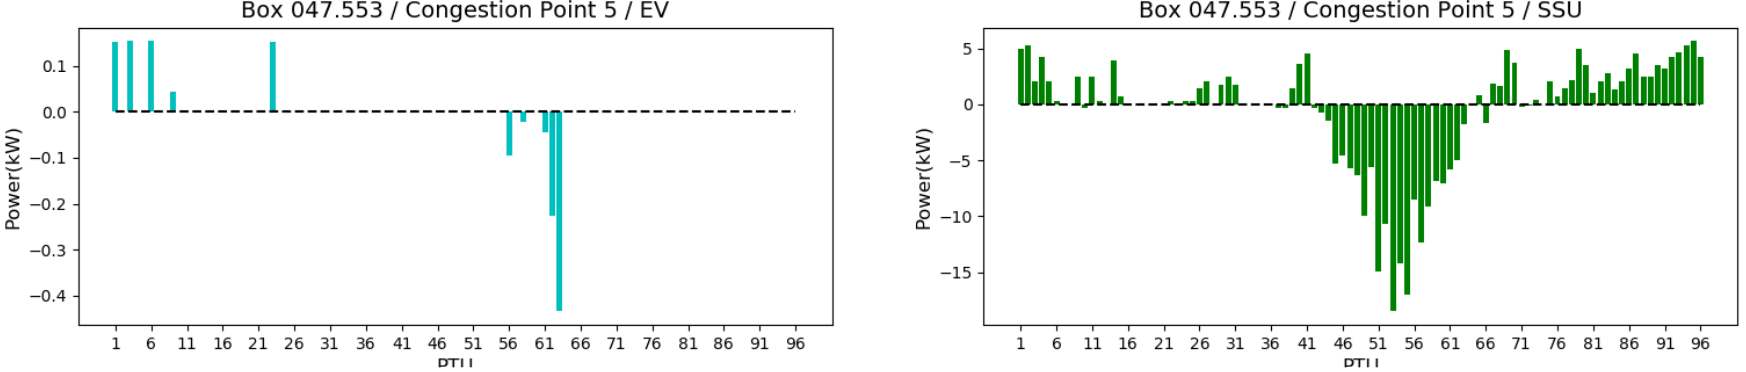 Box 047.553 / Congestion Point 5 / EV
Power(kW)
0.1
0.0
−0.1
−0.2
−0.3
−0.4
1 6 11 16 21 26 31 36 41 46 51 56 61 66 71 76 81 86 91 96
PTU
Box 047.553 / Congestion Point 5 / SSU
Power(kW)
5
0
−5
−10
−15
1 6 11 16 21 26 31 36 41 46 51 56 61 66 71 76 81 86 91 96
PTU